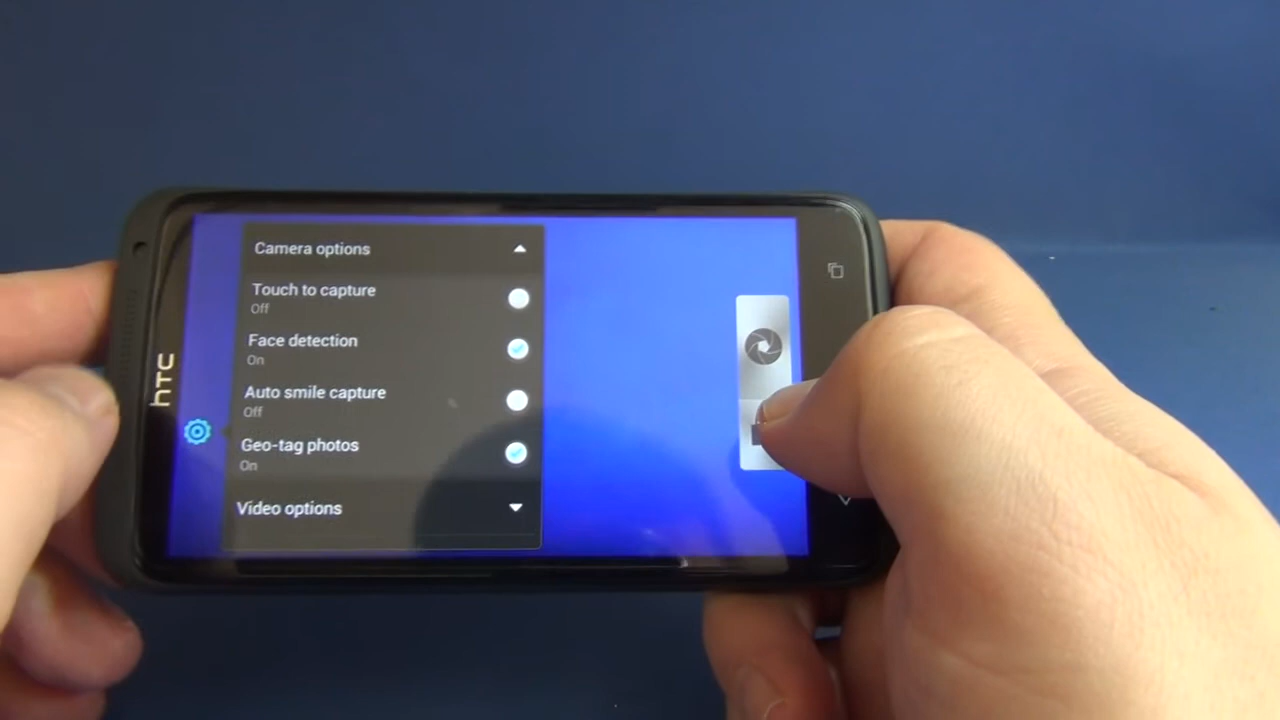 hTC
Camera options
Touch to capture
Off
Face detection
On
Auto smile capture
Off
Geo-tag photos
On
Video options